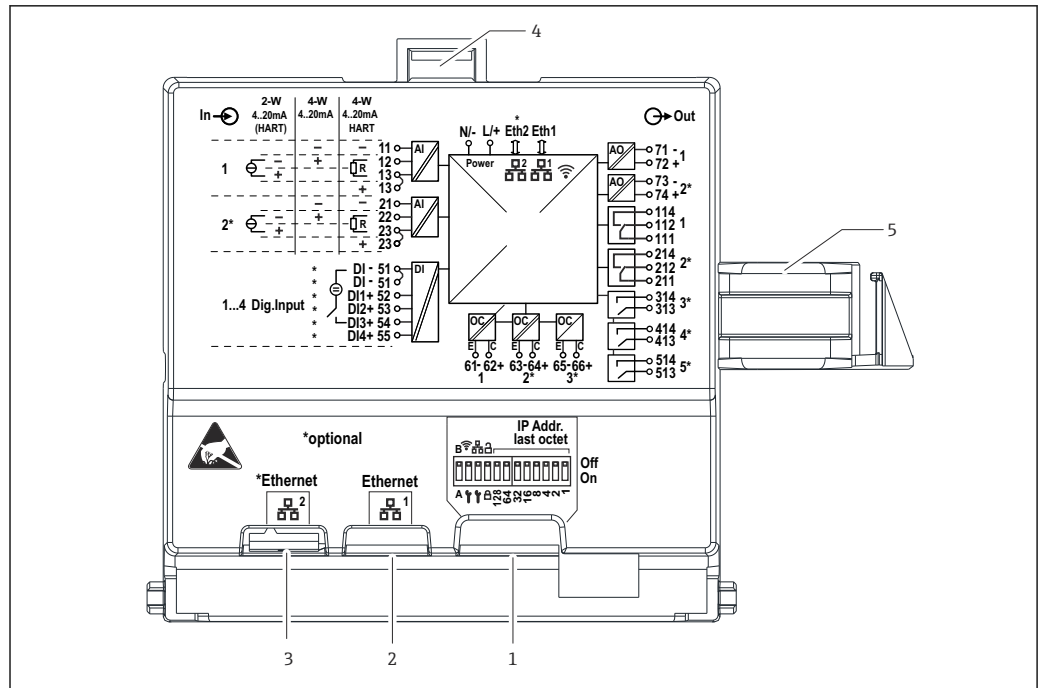 4
2-W 4-W 4-W
In 4..20mA 4..20mA 4..20mA
(HART) HART
Out
N/- L/+ *Eth2 Eth1
Power 2 1
1 - - - 11 AI
+ 12
+ R 13
+ 13
2* - - - 21 AI
+ 22
+ R 23
+ 23
* DI - 51 DI
* DI - 51
1...4 Dig.Input * DI1+ 52
* DI2+ 53
* DI3+ 54
* DI4+ 55
AO 71 - 1
72 +
AO 73 - 2*
74 +
114
112 1
111
214
212 2*
211
314 3*
313
414 4*
413
514 5*
513
OC OC OC
E C E C E C
61- 62+ 63- 64+ 65- 66+
1 2* 3*
5
*optional
IP Addr.
last octet
B
Off
On
A D 128 64 32 16 8 4 2 1
*Ethernet Ethernet
2 1
3 2 1